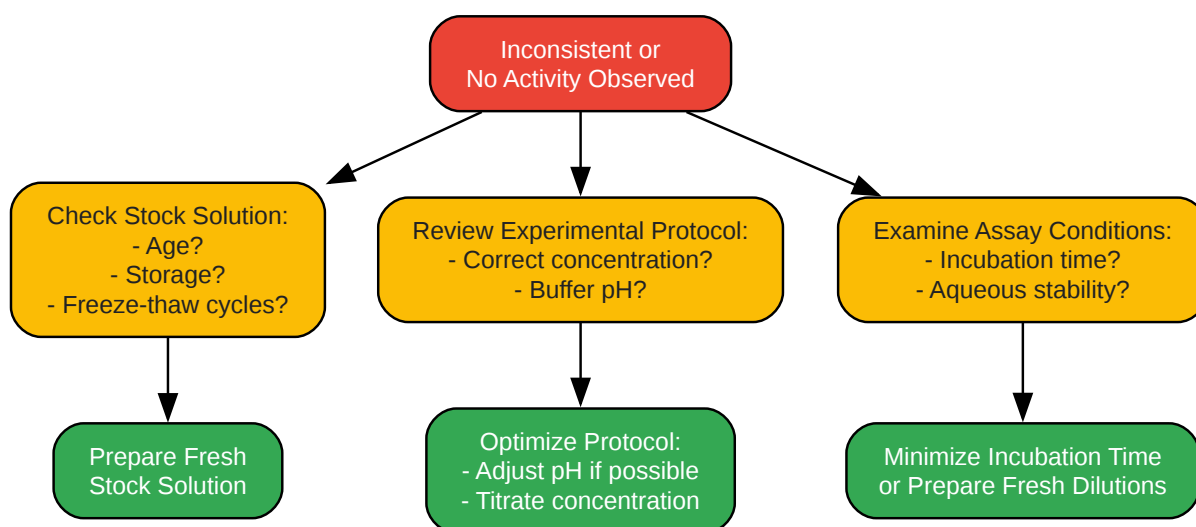 Inconsistent or
No Activity Observed
Check Stock Solution:
- Age?
- Storage?
- Freeze-thaw cycles?
Review Experimental Protocol:
- Correct concentration?
- Buffer pH?
Examine Assay Conditions:
- Incubation time?
- Aqueous stability?
Prepare Fresh
Stock Solution
Optimize Protocol:
- Adjust pH if possible
- Titrate concentration
Minimize Incubation Time
or Prepare Fresh Dilutions